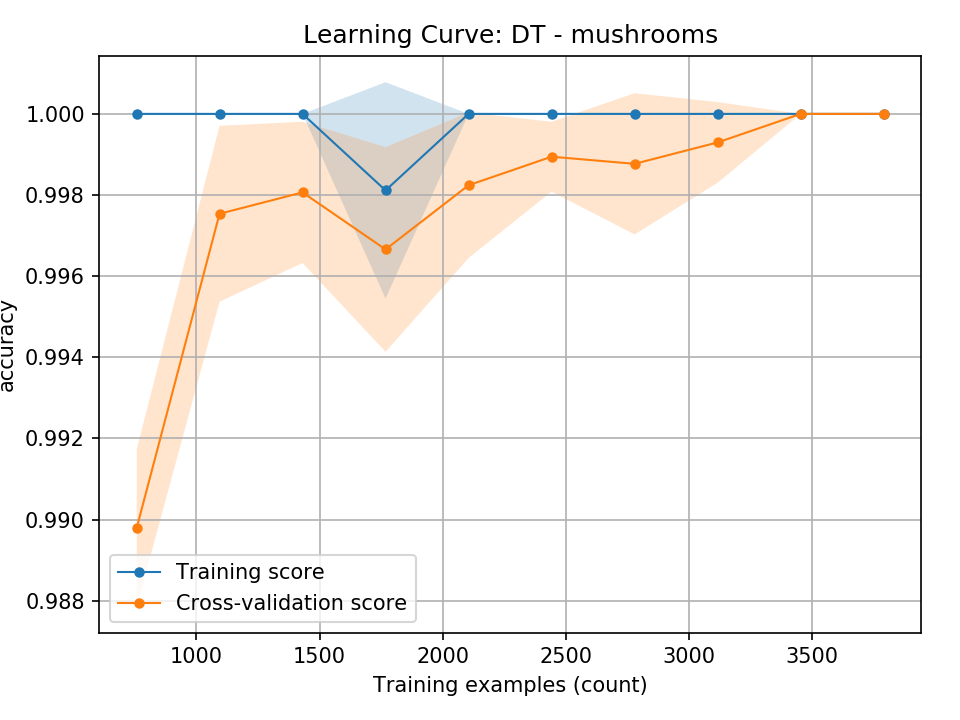 Learning Curve: DT - mushrooms
1.000
0.998
0.996
0.994
0.992
0.990
0.988
accuracy
Training score
Cross-validation score
1000 1500 2000 2500 3000 3500
Training examples (count)